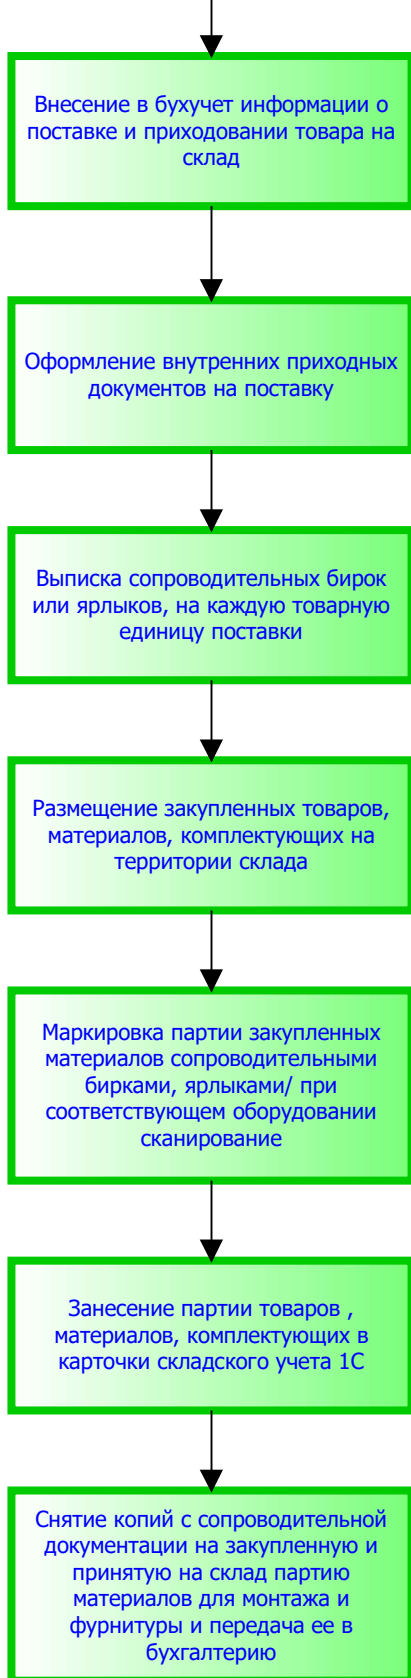 Внесение в бухучет информации о
поставке и приходовании товара на
склад
Оформление внутренних приходных
документов на поставку
Выписка сопроводительных бирок
или ярлыков, на каждую товарную
единицу поставки
Размещение закупленных товаров,
материалов, комплектующих на
территории склада
Маркировка партии закупленных
материалов сопроводительными
бирками, ярлыками/ при
соответствующем оборудовании
сканирование
Занесение партии товаров ,
материалов, комплектующих в
карточки складского учета 1С
Снятие копий с сопроводительной
документации на закупленную и
принятую на склад партию
материалов для монтажа и
фурнитуры и передача ее в
бухгалтерию